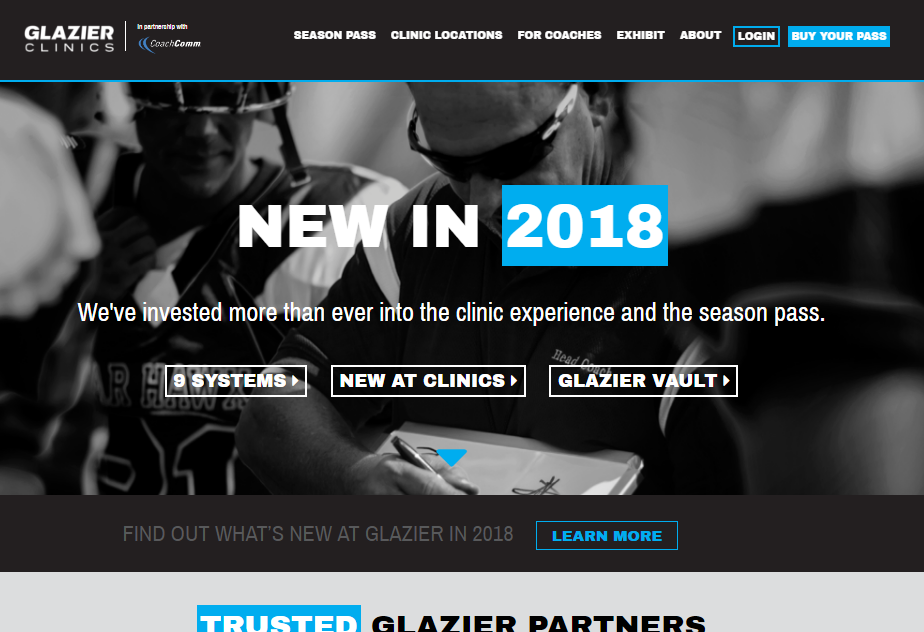 GLAZIER
CLINICS
In partnership with
CoachComm
SEASON PASS CLINIC LOCATIONS FOR COACHES EXHIBIT ABOUT LOGIN BUY YOUR PASS
NEW IN 2018
We've invested more than ever into the clinic experience and the season pass.
Head Coach
9 SYSTEMS NEW AT CLINICS GLAZIER VAULT
AR HAWKS
FIND OUT WHAT'S NEW AT GLAZIER IN 2018 LEARN MORE
TRUSTED GLAZIER PARTNERS